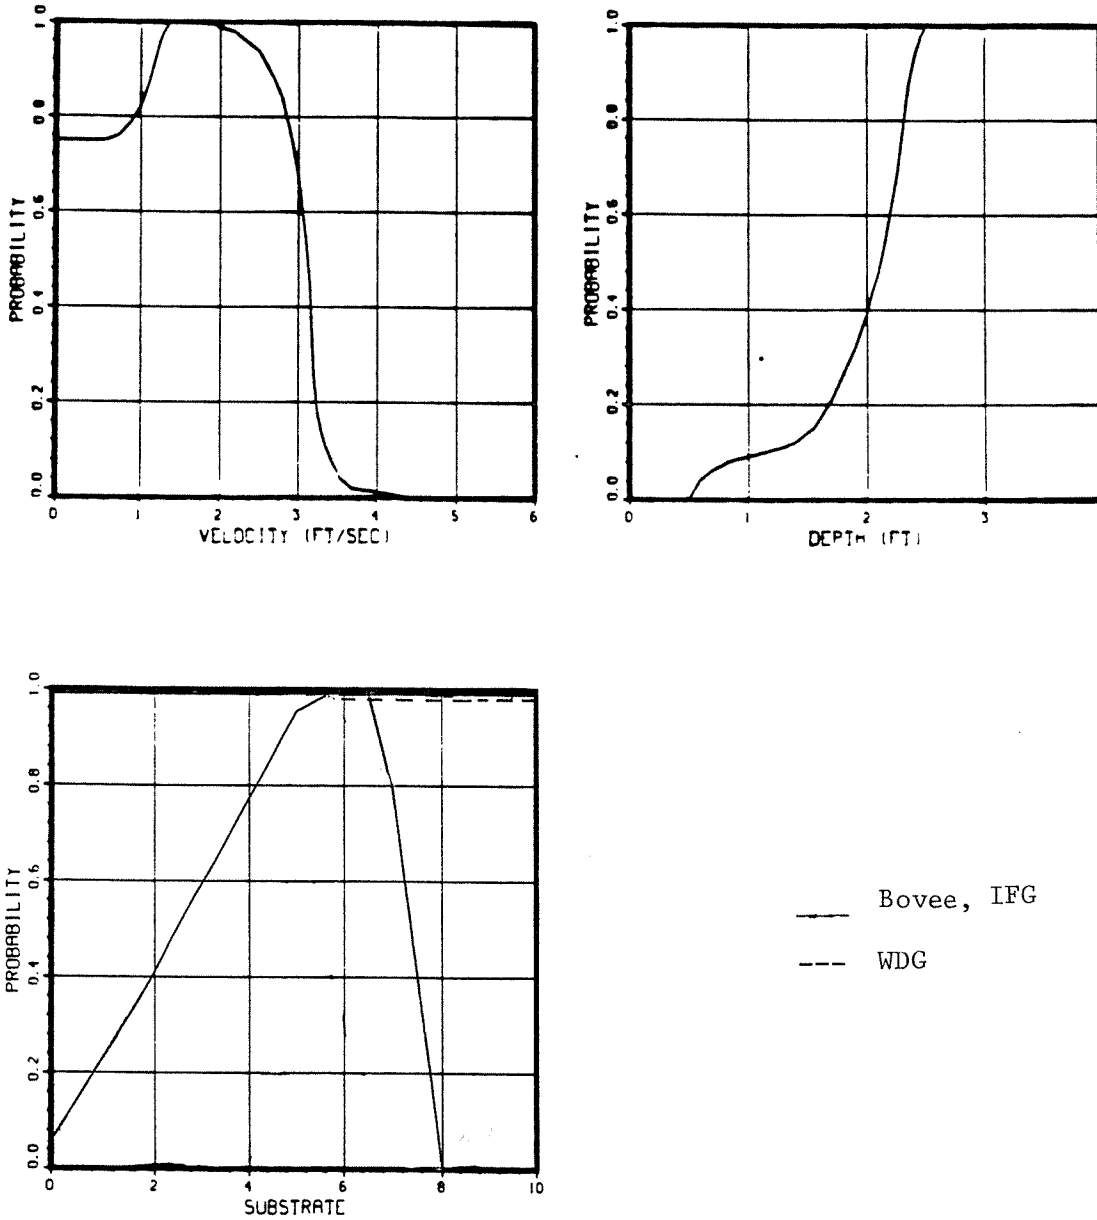 PROBABILITY
1.0
0.8
0.6
0.4
0.2
0.0
0 1 2 3 4 5 6
VELOCITY (FT/SEC)
PROBABILITY
1.0
0.8
0.6
0.4
0.2
0.0
0 1 2 3
DEPTH (FT)
PROBABILITY
1.0
0.8
0.6
0.4
0.2
0.0
0 2 4 6 8 10
SUBSTRATE
Bovee, IFG
WDG